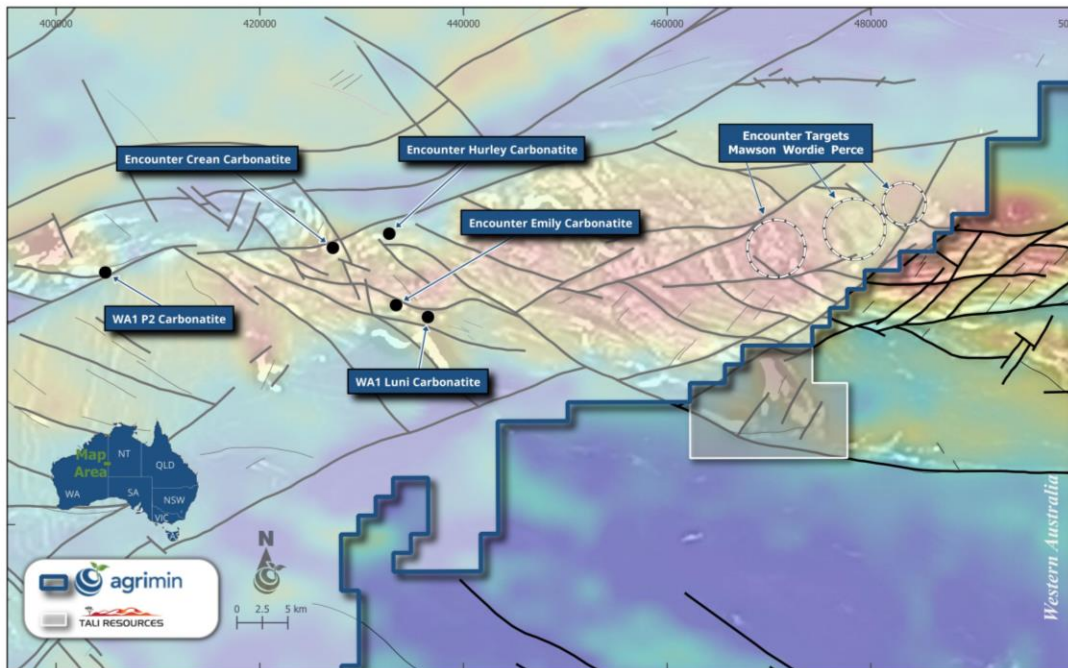 400000
420000
440000
460000
480000
Encounter Crean Carbonatite
Encounter Hurley Carbonatite
Encounter Targets
Mawson Wordie Perce
Encounter Emily Carbonatite
WA1 P2 Carbonatite
WA1 Luni Carbonatite
Map
Area
NT
QLD
WA
SA
NSW
VIC
N
0 2.5 5 km
agrimin
TALI RESOURCES
Western Australia